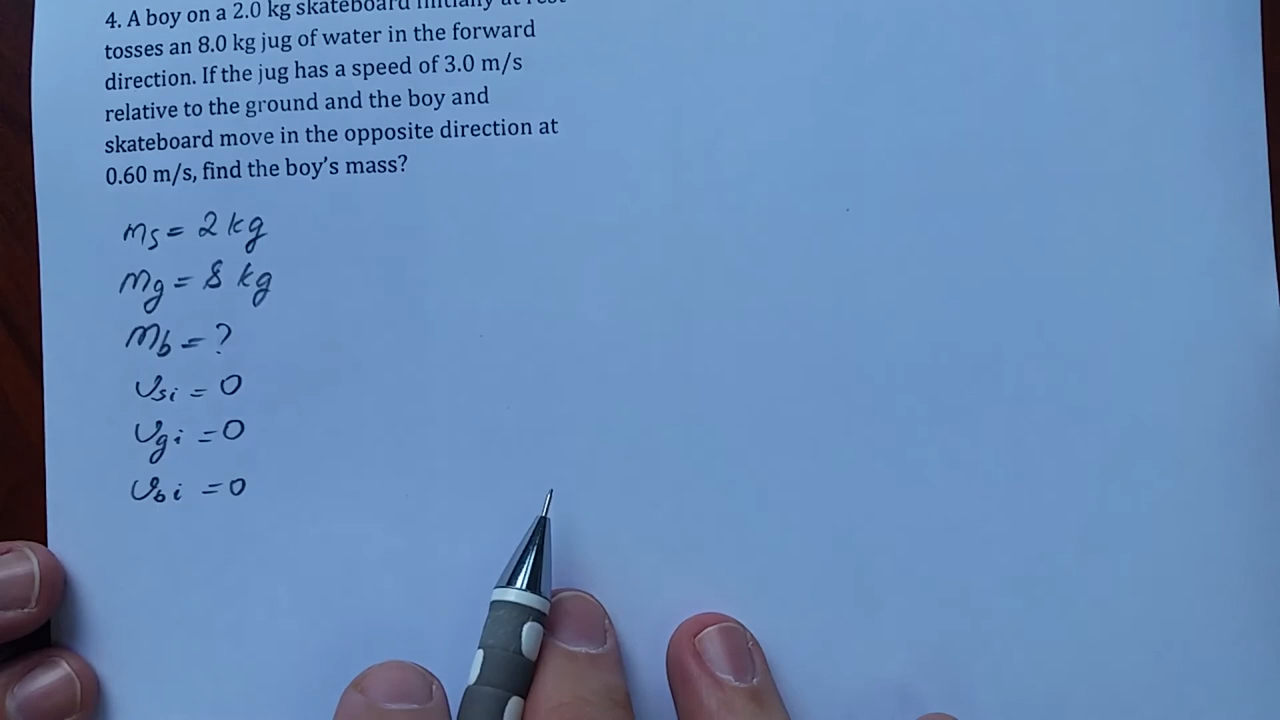 4. A boy on a 2.0 kg skateboard initially at rest
tosses an 8.0 kg jug of water in the forward
direction. If the jug has a speed of 3.0 m/s
relative to the ground and the boy and
skateboard move in the opposite direction at
0.60 m/s, find the boy's mass?
ms = 2 kg
mg = 8 kg
mb = ?
vsi = 0
vgi = 0
vbi = 0